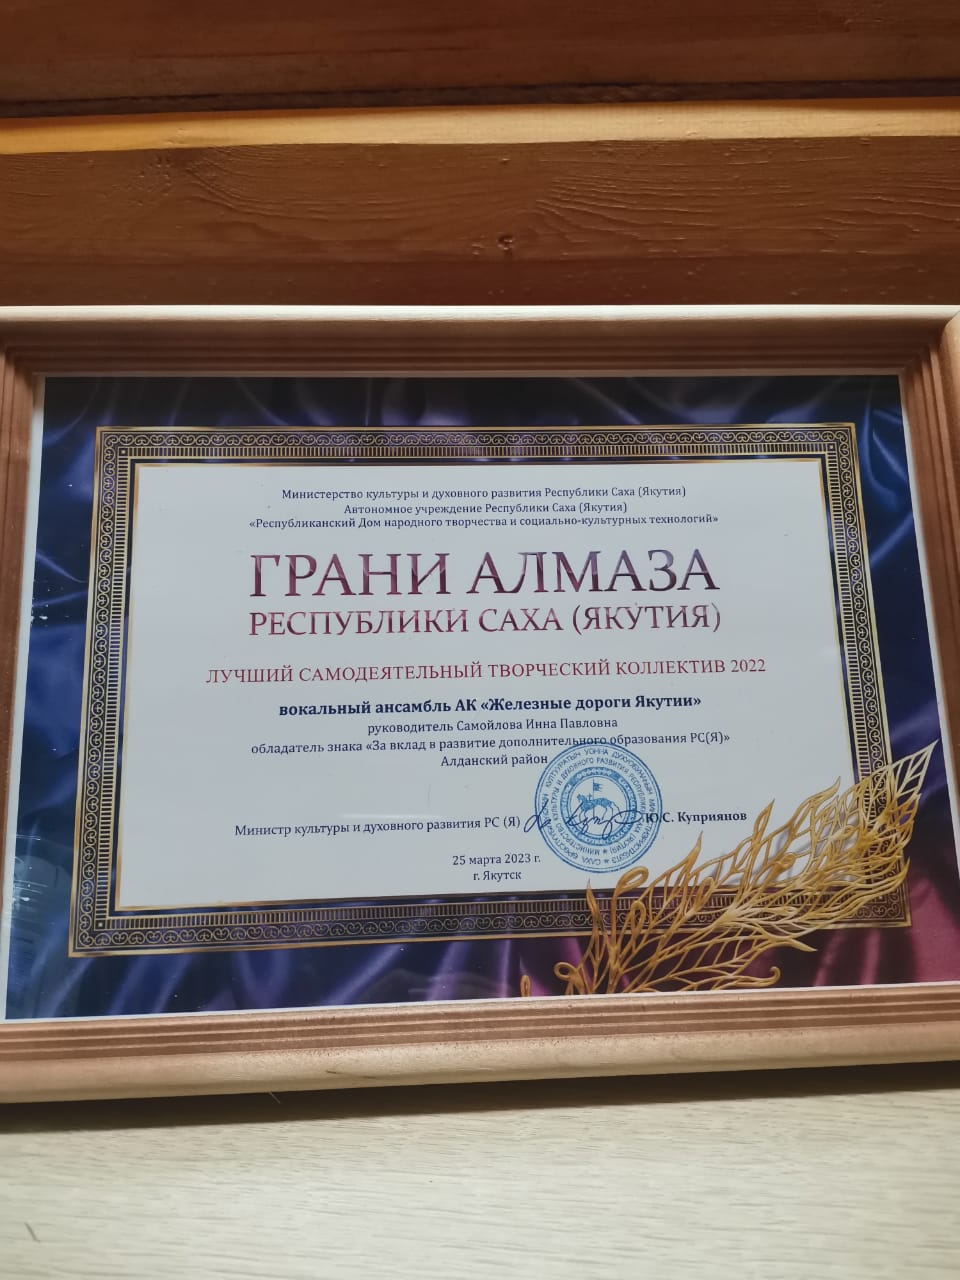 Министерство культуры и духовного развития Республики Саха (Якутия)
Автономное учреждение Республики Саха (Якутия)
«Республиканский Дом народного творчества и социально-культурных технологий»
ГРАНИ АЛМАЗА
РЕСПУБЛИКИ САХА (ЯКУТИЯ)
ЛУЧШИЙ САМОДЕЯТЕЛЬНЫЙ ТВОРЧЕСКИЙ КОЛЛЕКТИВ 2022
вокальный ансамбль АК «Железные дороги Якутии»
руководитель Самойлова Инна Павловна
обладатель знака «За вклад в развитие дополнительного образования РС(Я)»
Алданский район
Министр культуры и духовного развития РС (Я) Ю.С. Куприянов
25 марта 2023 г.
г. Якутск